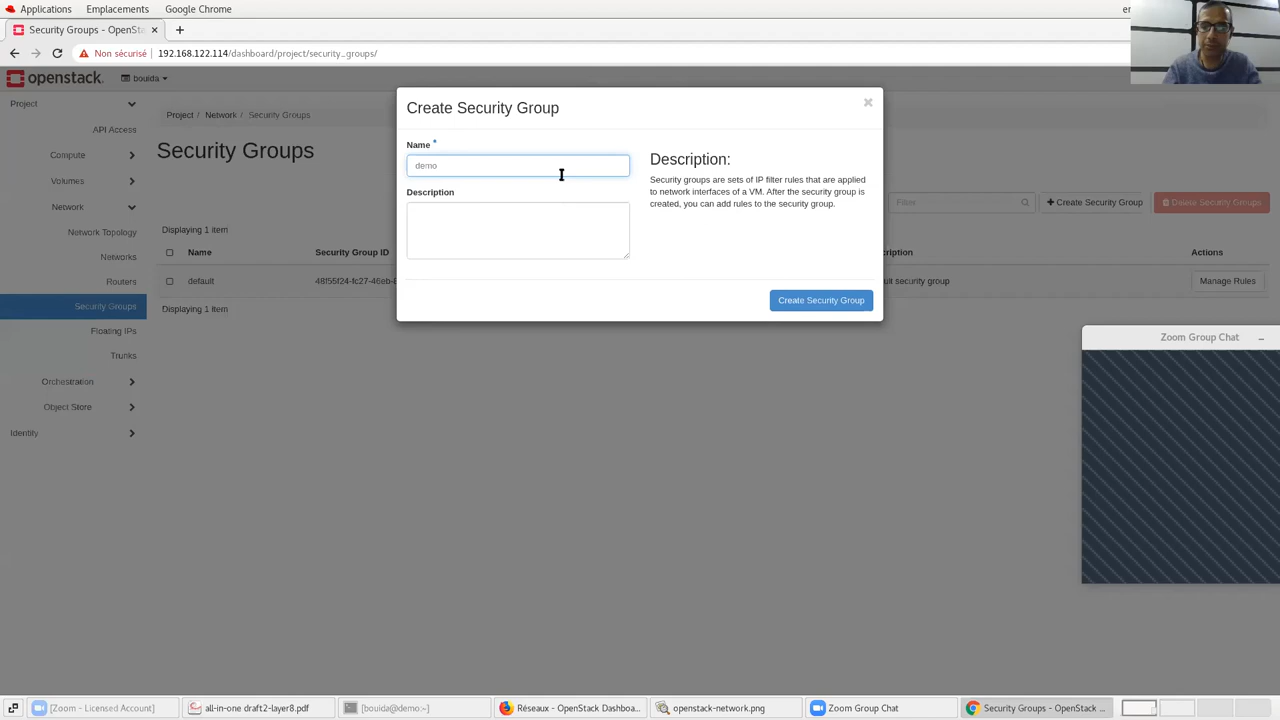 Applications Emplacements Google Chrome
Security Groups - OpenSta
Non sécurisé 192.168.122.114/dashboard/project/security_groups/
openstack. bouida
Project
API Access
Compute
Volumes
Network
Network Topology
Networks
Routers
Security Groups
Floating IPs
Trunks
Orchestration
Object Store
Identity
Project / Network / Security Groups
Security Groups
Filter
Create Security Group
Delete Security Groups
Displaying 1 item
Name Security Group ID Actions
default Manage Rules
Displaying 1 item
Create Security Group
Name *
demo
Description
Description:
Security groups are sets of IP filter rules that are applied
to network interfaces of a VM. After the security group is
created, you can add rules to the security group.
Create Security Group
Zoom Group Chat
[Zoom - Licensed Account] all-in-one draft2-layer8.pdf [bouida@demo:~] Réseaux - OpenStack Dashboa... openstack-network.png Zoom Group Chat Security Groups - OpenStack ...